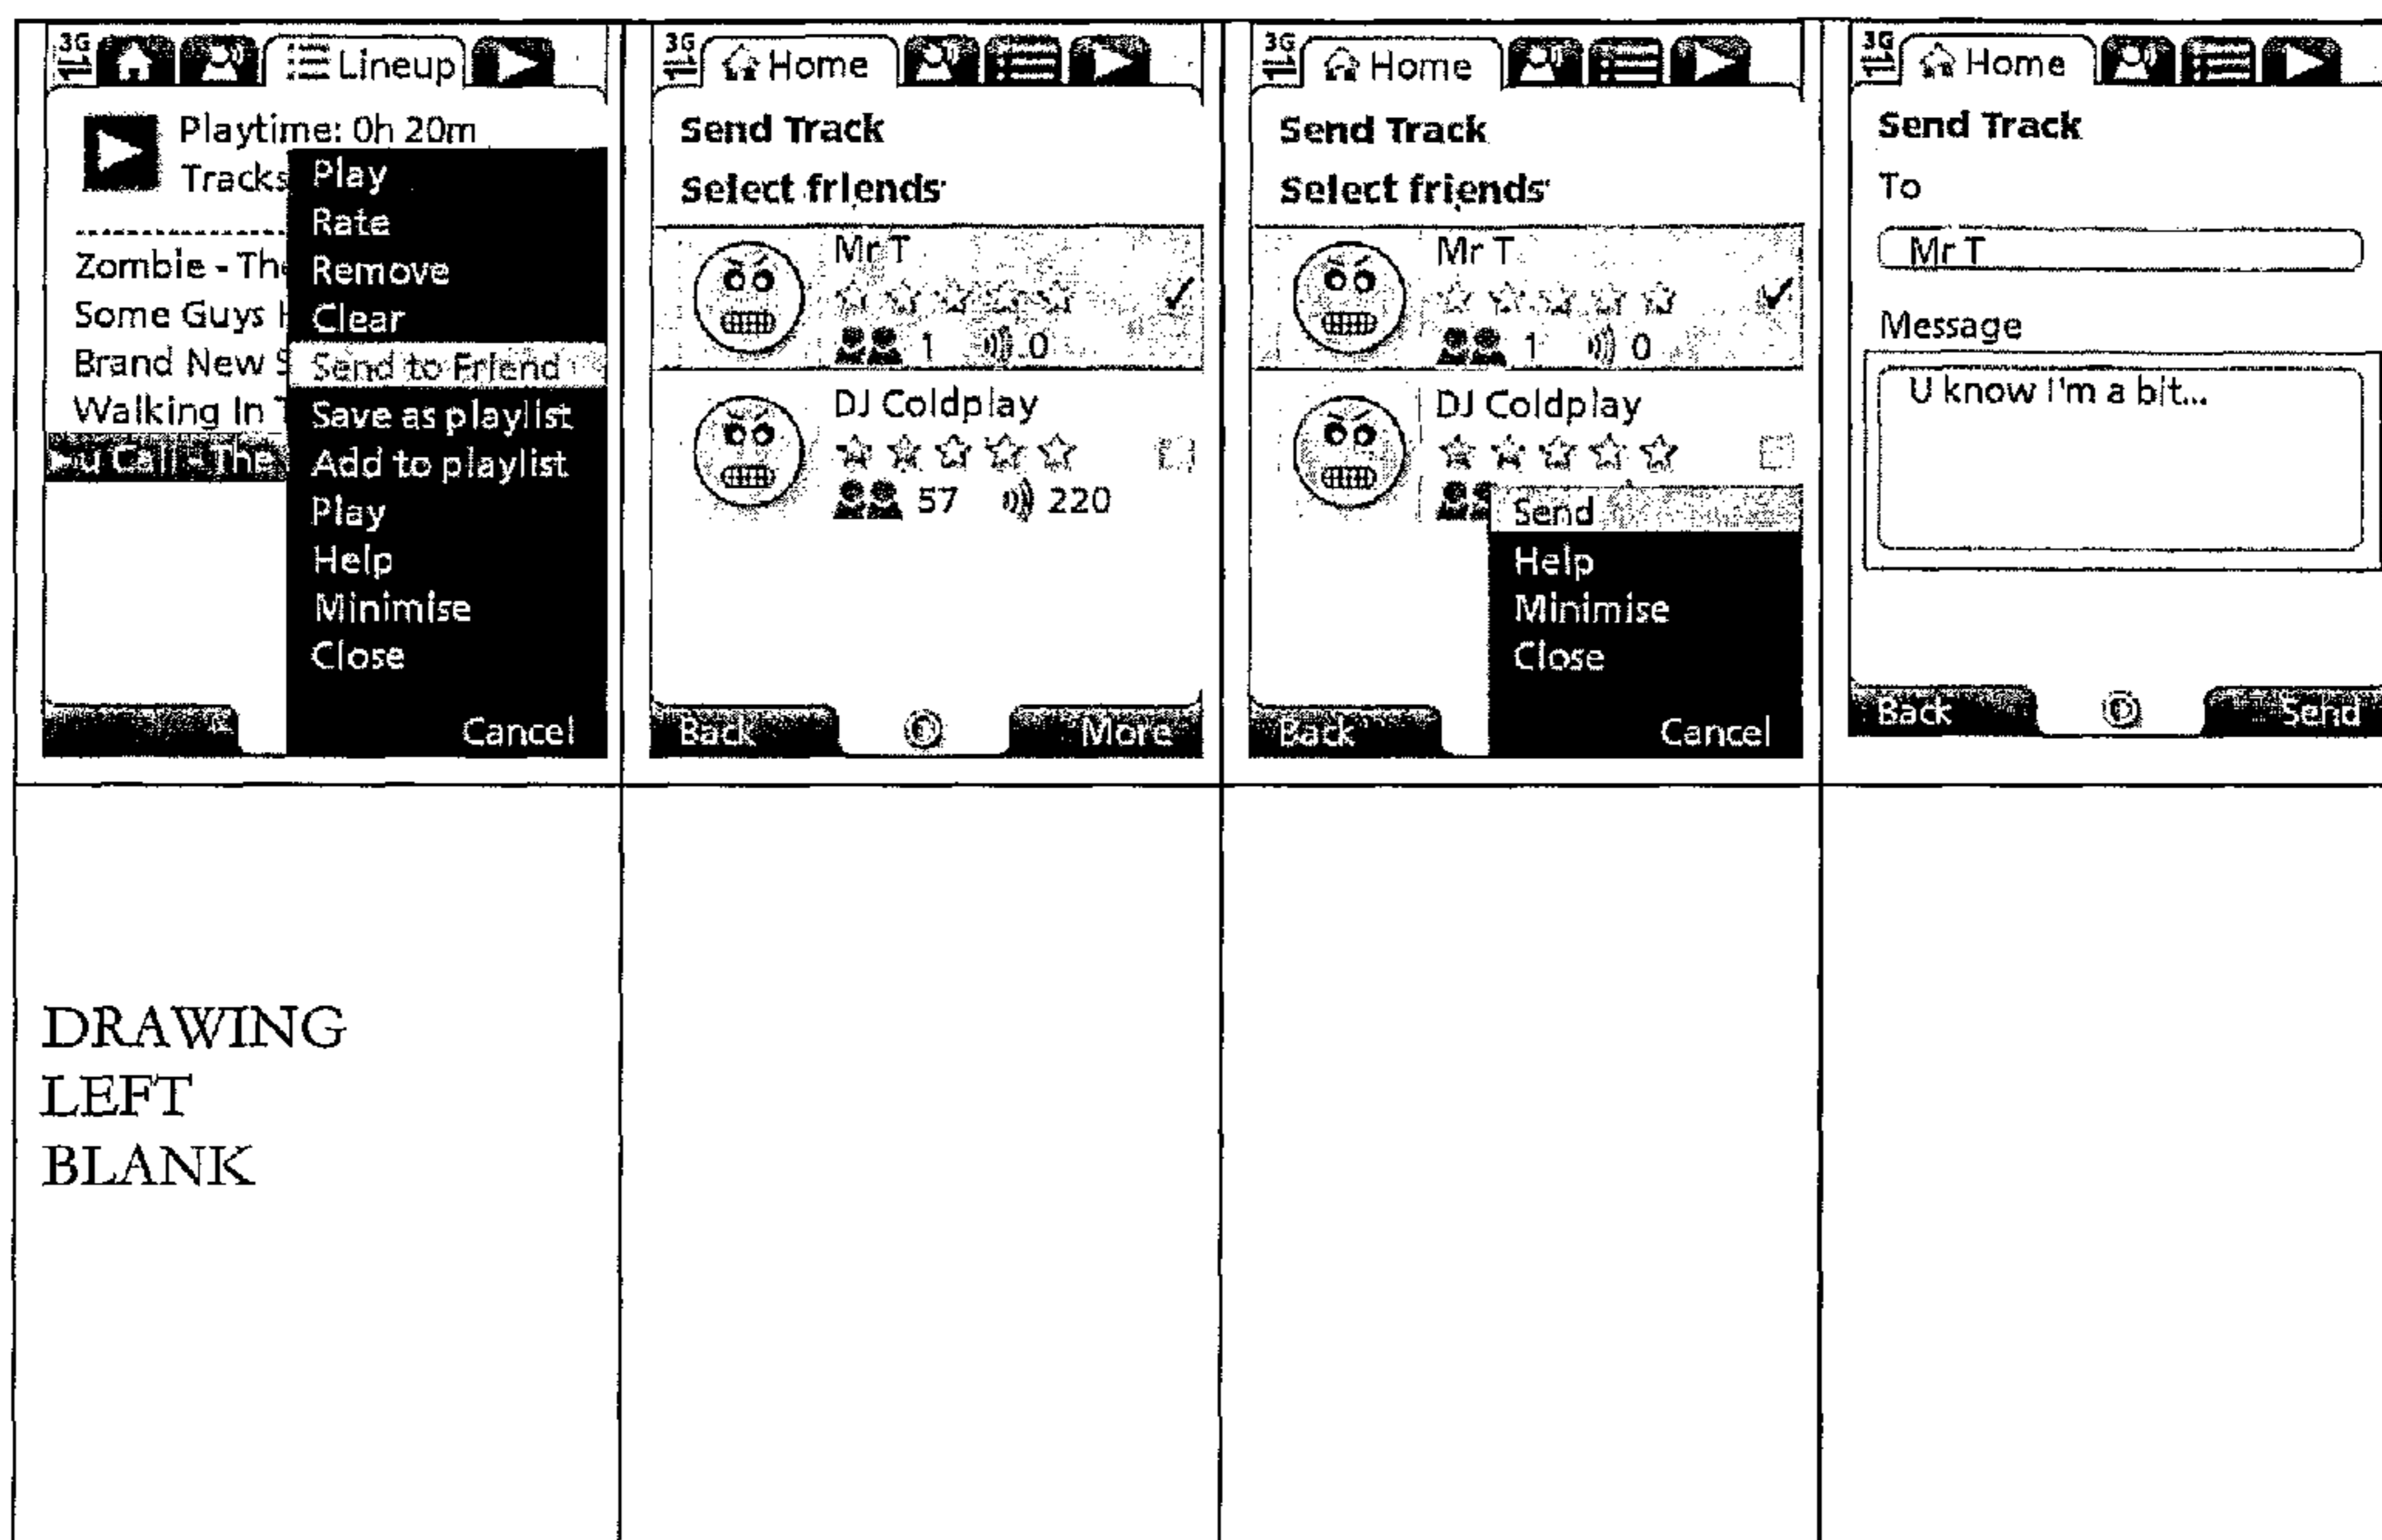 3G Lineup
Playtime: 0h 20m
Tracks
Zombie - The
Some Guys H
Brand New S
Walking In T
u Call - The
Play
Rate
Remove
Clear
Send to Friend
Save as playlist
Add to playlist
Play
Help
Minimise
Close
Cancel
3G Home
Send Track
Select friends
Mr T
1 0
DJ Coldplay
57 220
Back More
3G Home
Send Track
Select friends
Mr T
1 0
DJ Coldplay
Send
Help
Minimise
Close
Back Cancel
3G Home
Send Track
To
Mr T
Message
U know I'm a bit...
Back Send
DRAWING
LEFT
BLANK